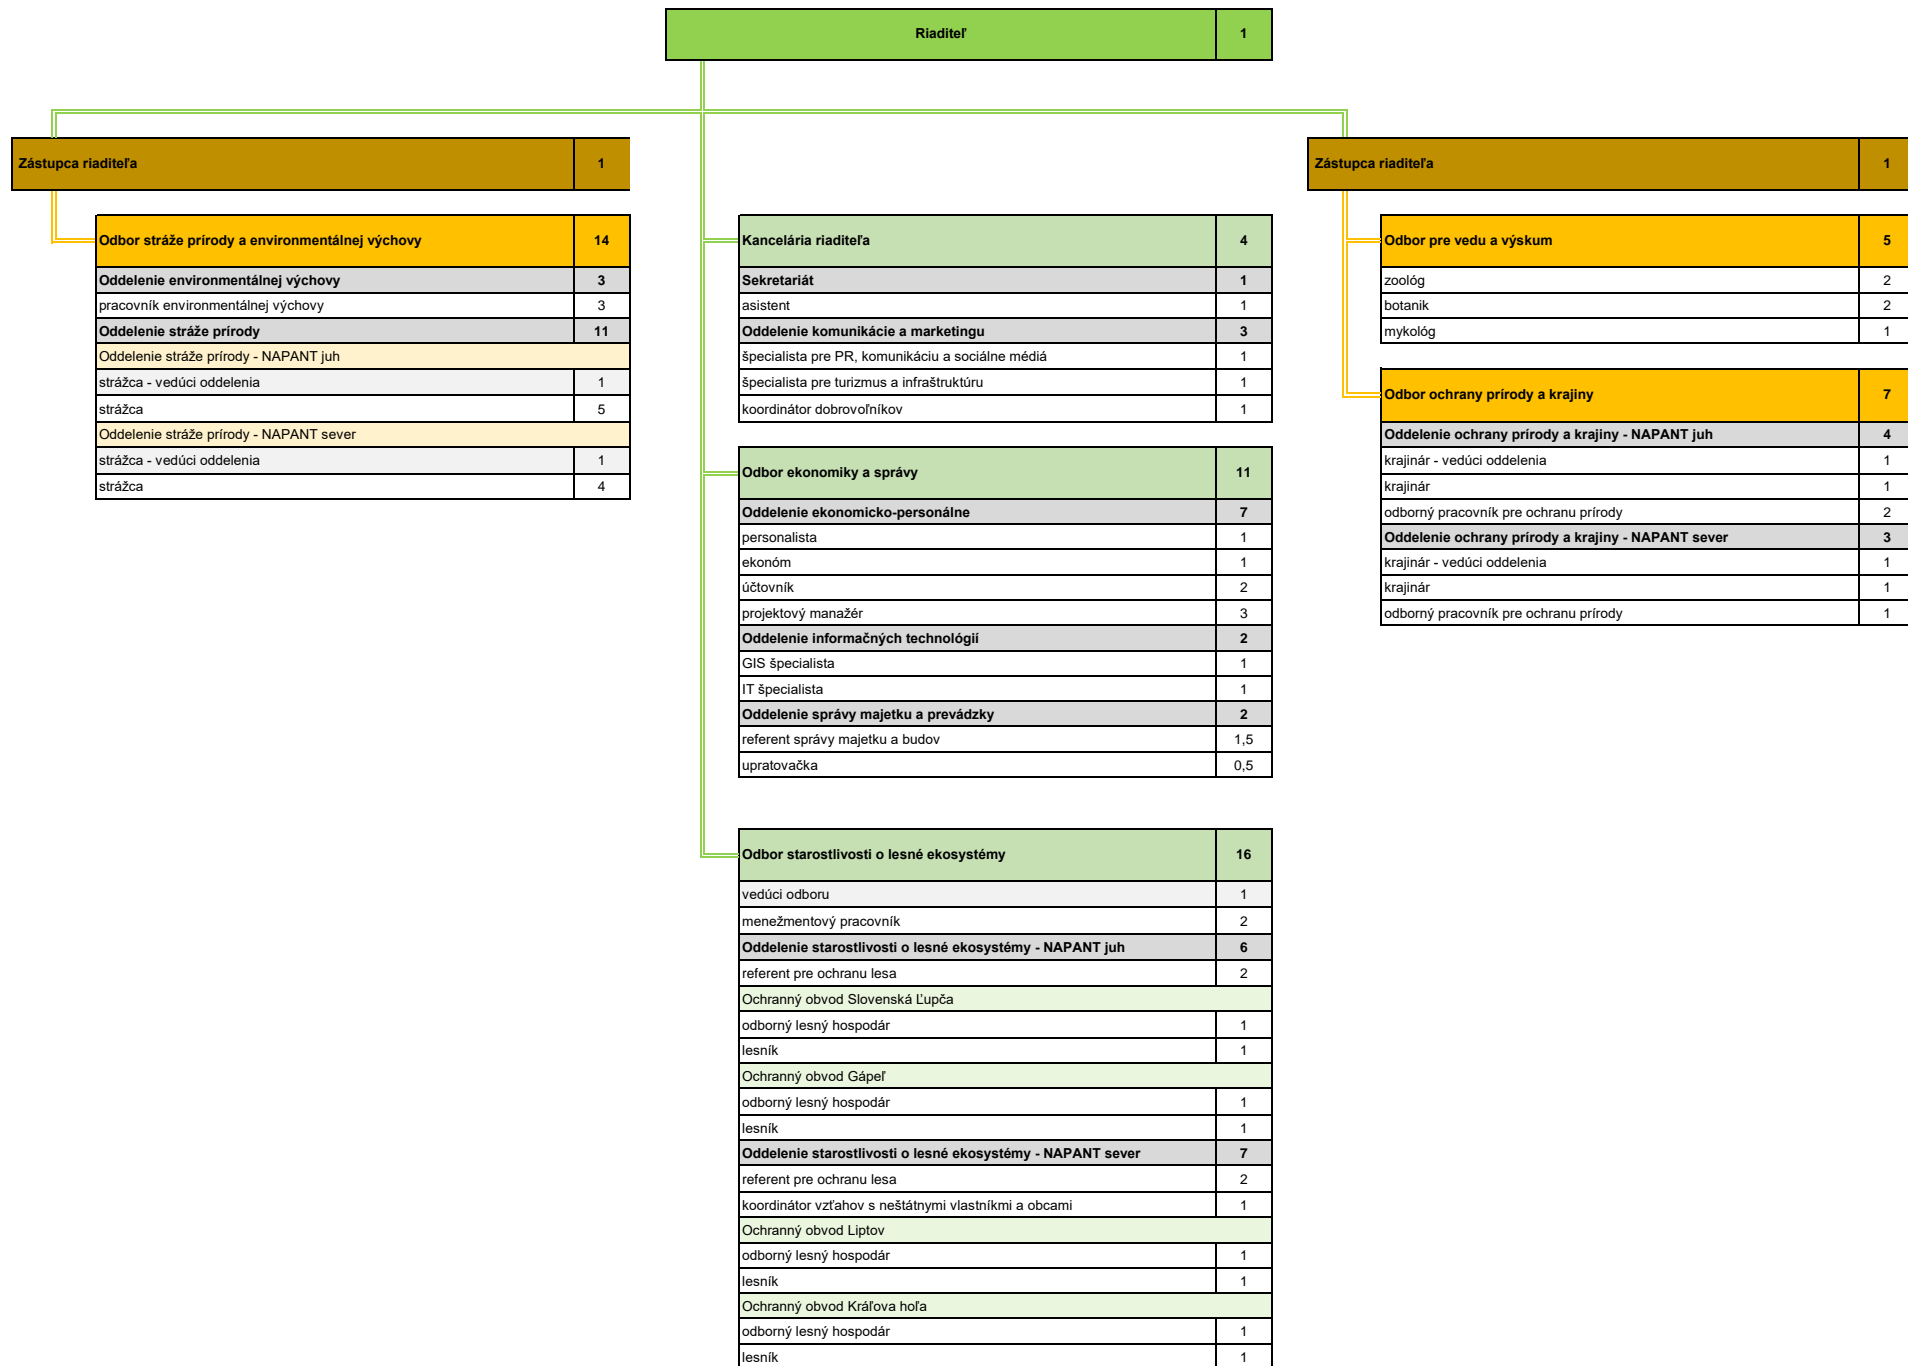 Riaditeľ 1
Zástupca riaditeľa 1
Odbor stráže prírody a environmentálnej výchovy 14
Oddelenie environmentálnej výchovy 3
pracovník environmentálnej výchovy 3
Oddelenie stráže prírody 11
Oddelenie stráže prírody - NAPANT juh
strážca - vedúci oddelenia 1
strážca 5
Oddelenie stráže prírody - NAPANT sever
strážca - vedúci oddelenia 1
strážca 4
Kancelária riaditeľa 4
Sekretariát 1
asistent 1
Oddelenie komunikácie a marketingu 3
špecialista pre PR, komunikáciu a sociálne médiá 1
špecialista pre turizmus a infraštruktúru 1
koordinátor dobrovoľníkov 1
Odbor ekonomiky a správy 11
Oddelenie ekonomicko-personálne 7
personalista 1
ekonóm 1
účtovník 2
projektový manažér 3
Oddelenie informačných technológií 2
GIS špecialista 1
IT špecialista 1
Oddelenie správy majetku a prevádzky 2
referent správy majetku a budov 1,5
upratovačka 0,5
Odbor starostlivosti o lesné ekosystémy 16
vedúci odboru 1
menežmentový pracovník 2
Oddelenie starostlivosti o lesné ekosystémy - NAPANT juh 6
referent pre ochranu lesa 2
Ochranný obvod Slovenská Ľupča
odborný lesný hospodár 1
lesník 1
Ochranný obvod Gápeľ
odborný lesný hospodár 1
lesník 1
Oddelenie starostlivosti o lesné ekosystémy - NAPANT sever 7
referent pre ochranu lesa 2
koordinátor vzťahov s neštátnymi vlastníkmi a obcami 1
Ochranný obvod Liptov
odborný lesný hospodár 1
lesník 1
Ochranný obvod Kráľova hoľa
odborný lesný hospodár 1
lesník 1
Zástupca riaditeľa 1
Odbor pre vedu a výskum 5
zoológ 2
botanik 2
mykológ 1
Odbor ochrany prírody a krajiny 7
Oddelenie ochrany prírody a krajiny - NAPANT juh 4
krajinár - vedúci oddelenia 1
krajinár 1
odborný pracovník pre ochranu prírody 2
Oddelenie ochrany prírody a krajiny - NAPANT sever 3
krajinár - vedúci oddelenia 1
krajinár 1
odborný pracovník pre ochranu prírody 1